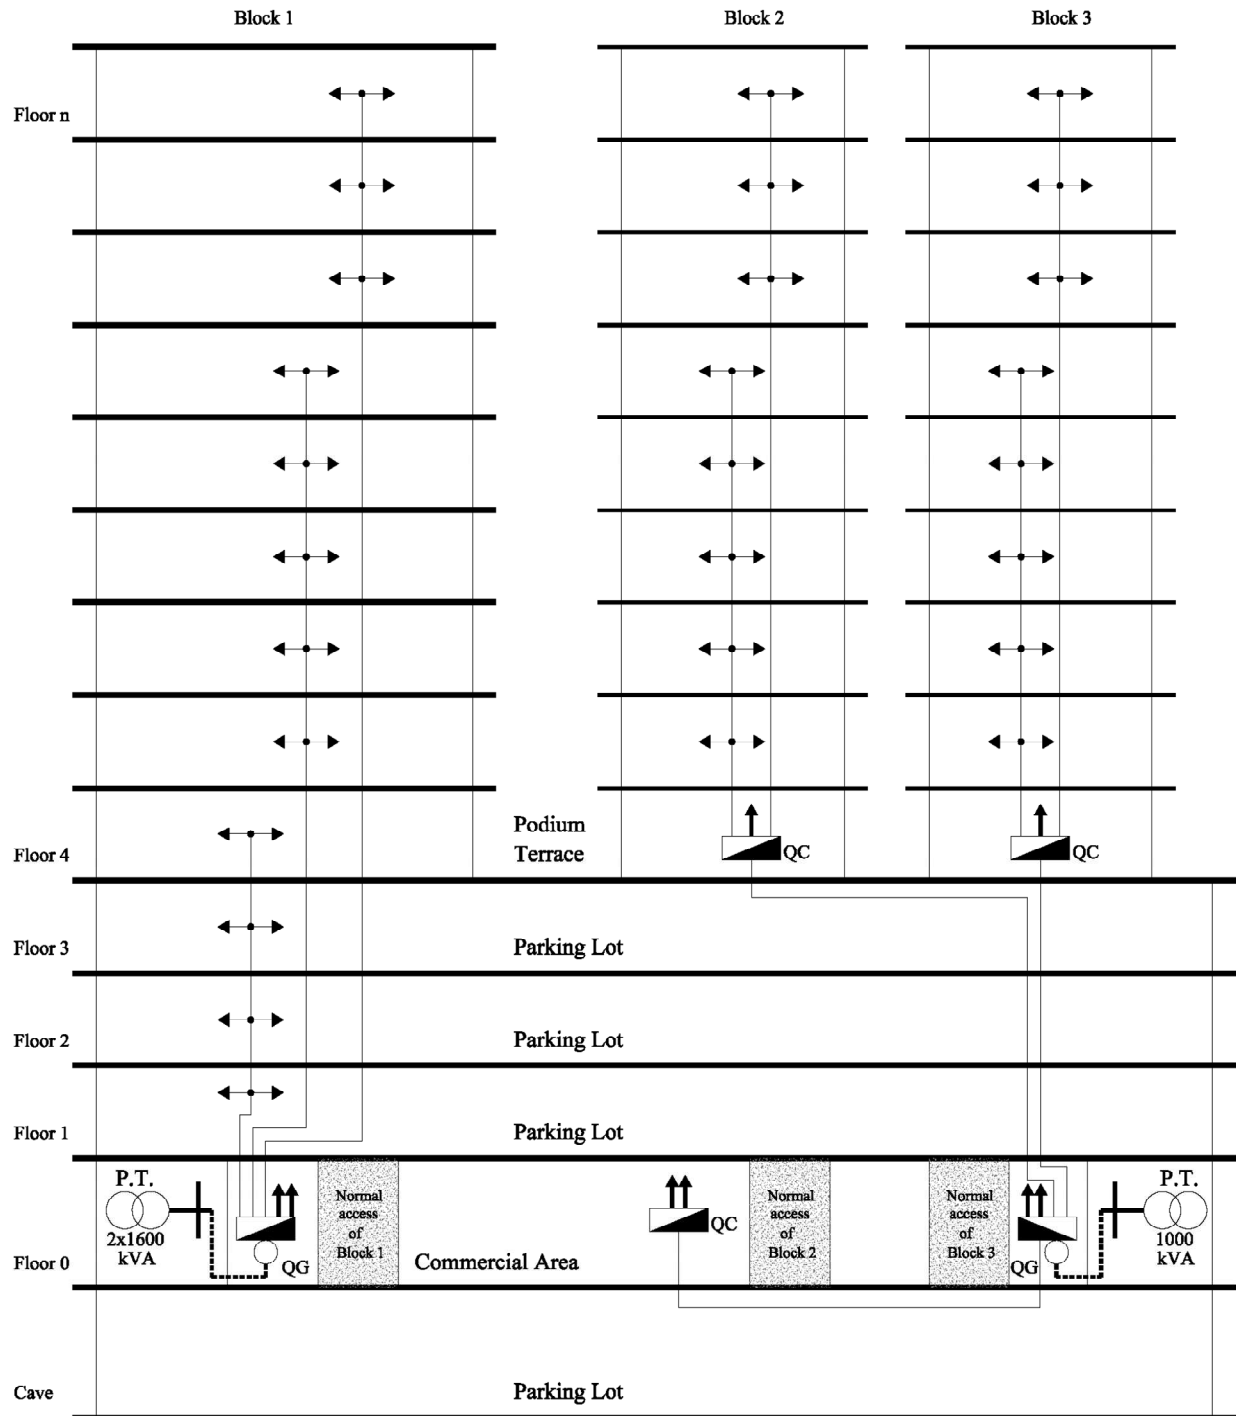 Block 1
Block 2
Block 3
Floor n
Podium
Terrace
QC
QC
Floor 4
Floor 3
Parking Lot
Floor 2
Parking Lot
Floor 1
Parking Lot
P.T.
2x1600
kVA
QG
Normal
access
of
Block 1
Commercial Area
QC
Normal
access
of
Block 2
Normal
access
of
Block 3
QG
P.T.
1000
kVA
Floor 0
Cave
Parking Lot